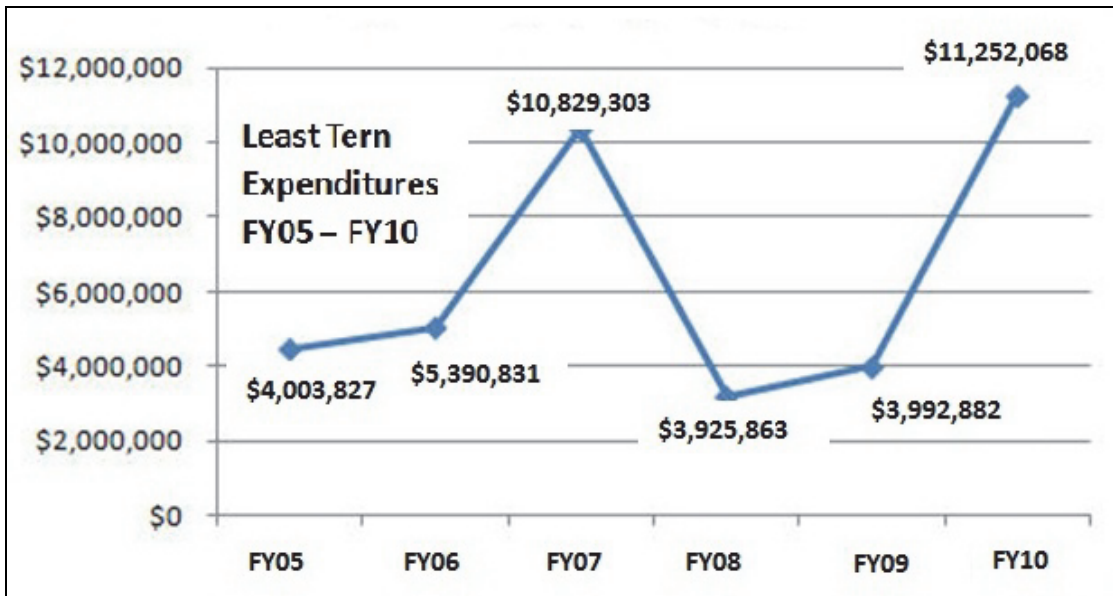 $12,000,000
$10,000,000
$8,000,000
$6,000,000
$4,000,000
$2,000,000
$0
Least Tern
Expenditures
FY05 – FY10
$4,003,827
$5,390,831
$10,829,303
$3,925,863
$3,992,882
$11,252,068
FY05
FY06
FY07
FY08
FY09
FY10